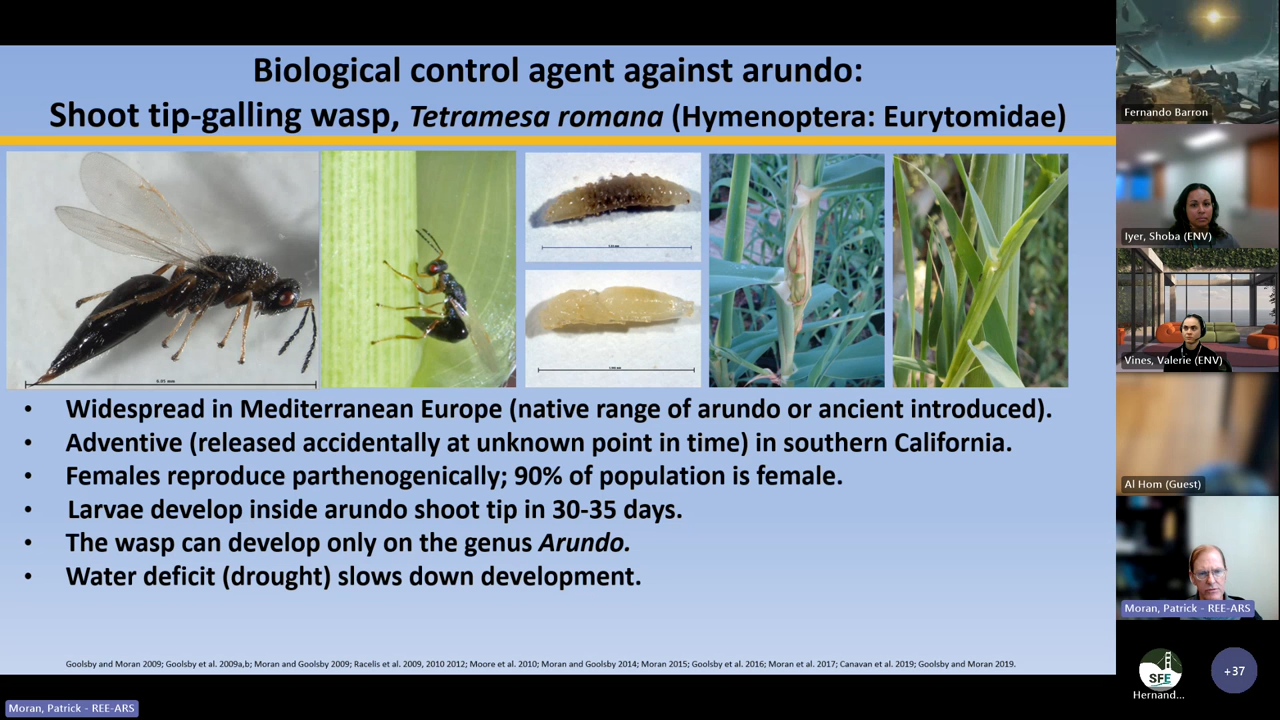 Biological control agent against arundo:
Shoot tip-galling wasp, Tetramesa romana (Hymenoptera: Eurytomidae)
• Widespread in Mediterranean Europe (native range of arundo or ancient introduced).
• Adventive (released accidentally at unknown point in time) in southern California.
• Females reproduce parthenogenically; 90% of population is female.
• Larvae develop inside arundo shoot tip in 30-35 days.
• The wasp can develop only on the genus Arundo.
• Water deficit (drought) slows down development.
Goolsby and Moran 2009; Goolsby et al. 2009a,b; Moran and Goolsby 2009; Racelis et al. 2009, 2010 2012; Moore et al. 2010; Moran and Goolsby 2014; Moran 2015; Goolsby et al. 2016; Moran et al. 2017; Canavan et al. 2019; Goolsby and Moran 2019.
Moran, Patrick - REE-ARS
Fernando Barron
Iyer, Shoba (ENV)
Vines, Valerie (ENV)
Al Hom (Guest)
Moran, Patrick - REE-ARS
SFE
Hernand...
+37